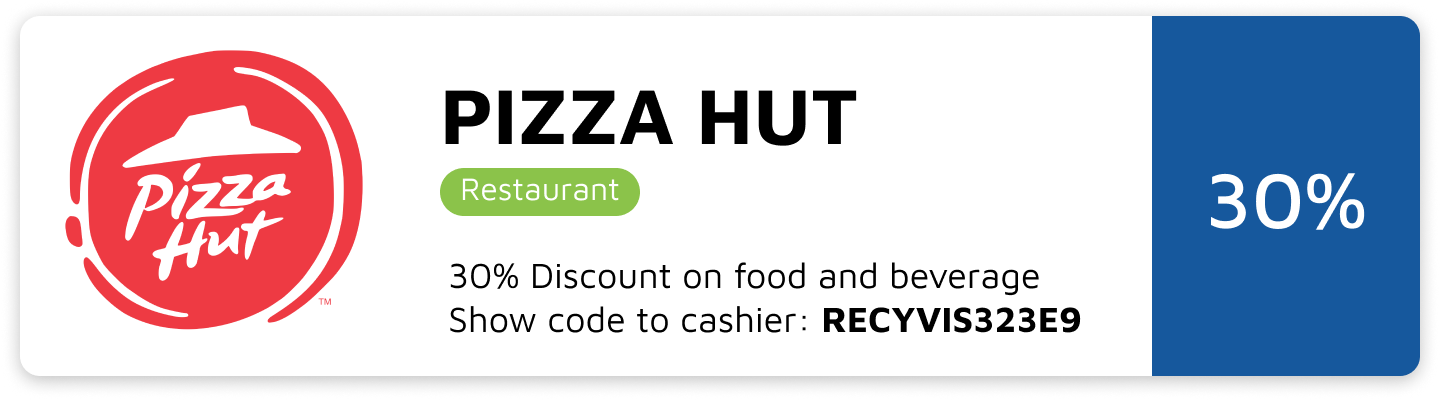 Pizza
Hut
TM
PIZZA HUT
Restaurant
30% Discount on food and beverage
Show code to cashier: RECYVIS323E9
30%